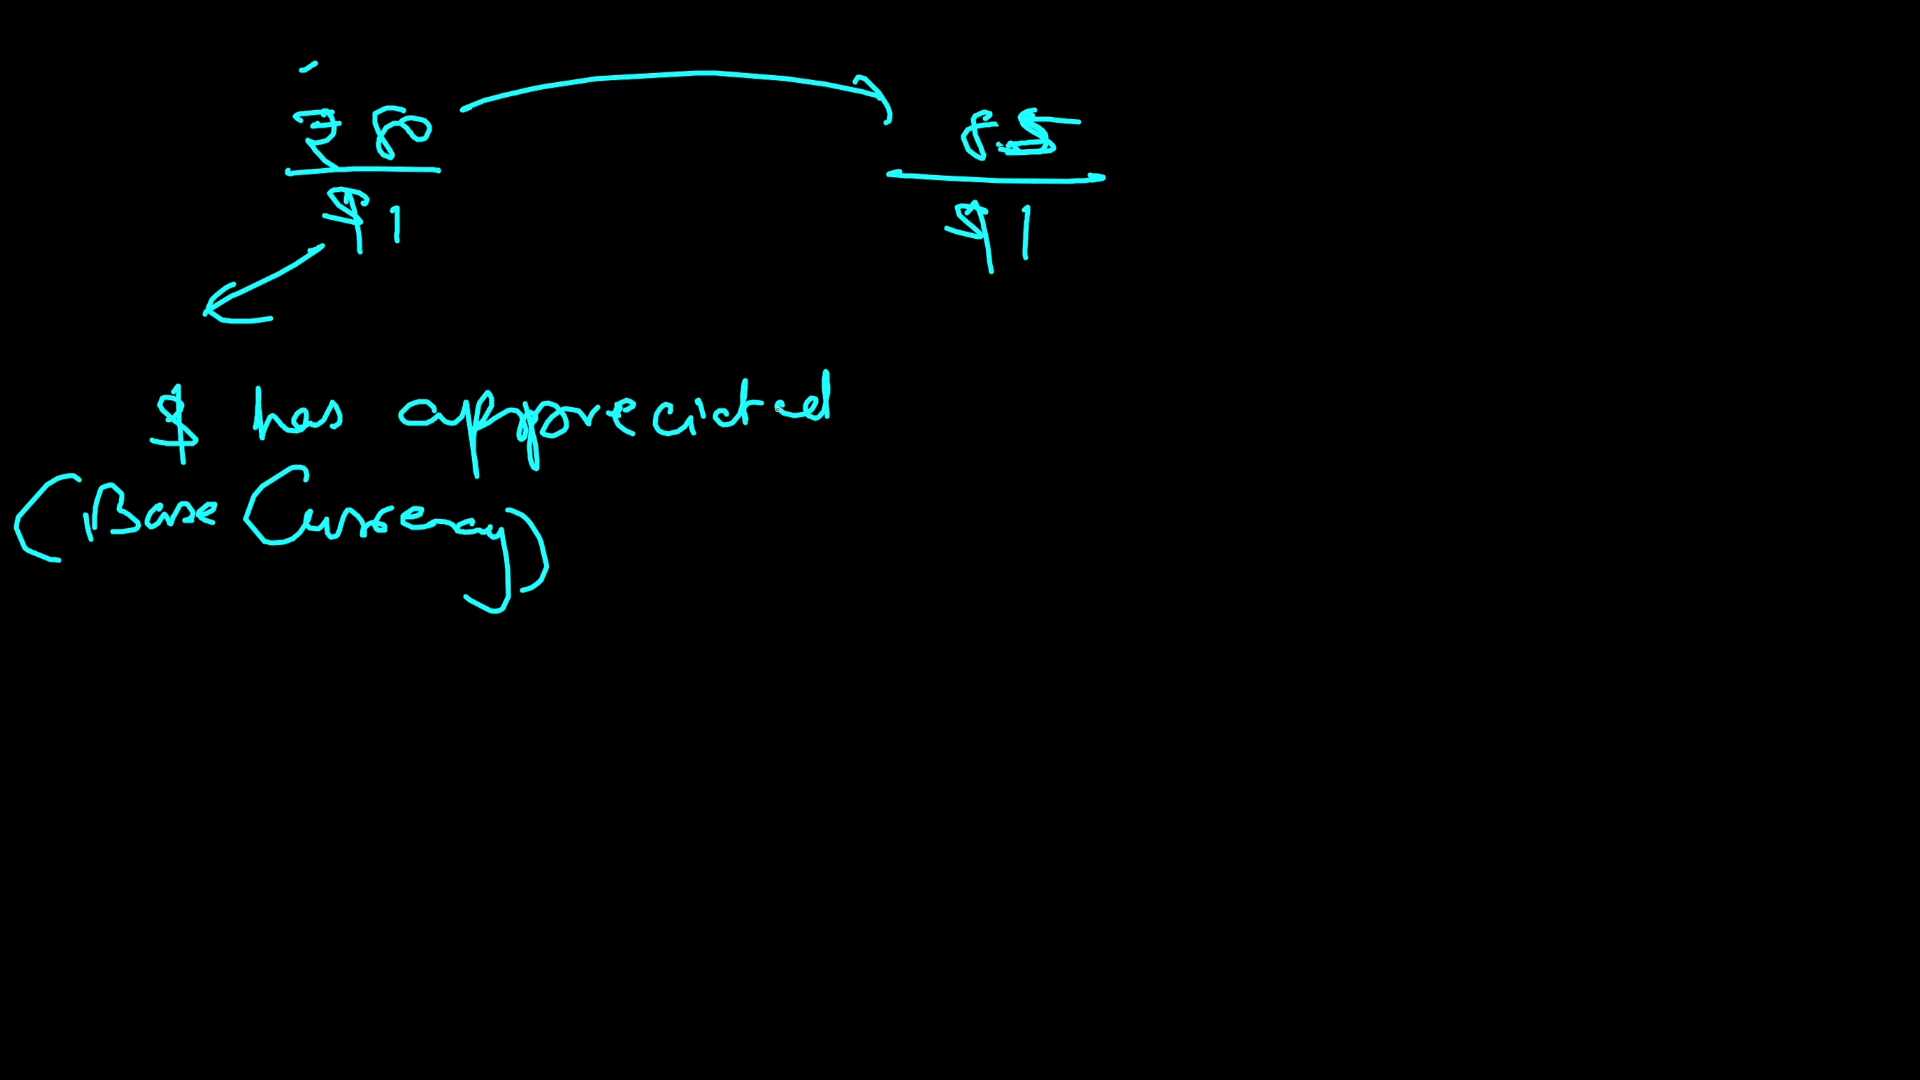 ₹ 80 85
$ 1 $ 1
$ has appreciated
(Base Currency)